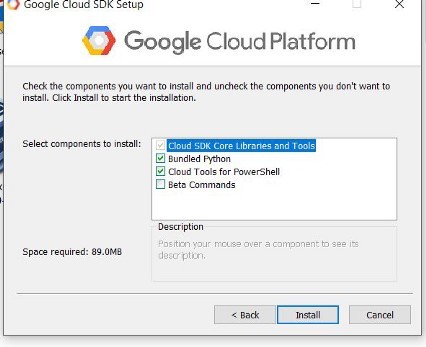 Google Cloud SDK Setup
Google Cloud Platform
Check the components you want to install and uncheck the components you don't want to
install. Click Install to start the installation.
Select components to install:
Cloud SDK Core Libraries and Tools
Bundled Python
Cloud Tools for PowerShell
Beta Commands
Description
Position your mouse over a component to see its
description.
Space required: 89.0MB
< Back
Install
Cancel